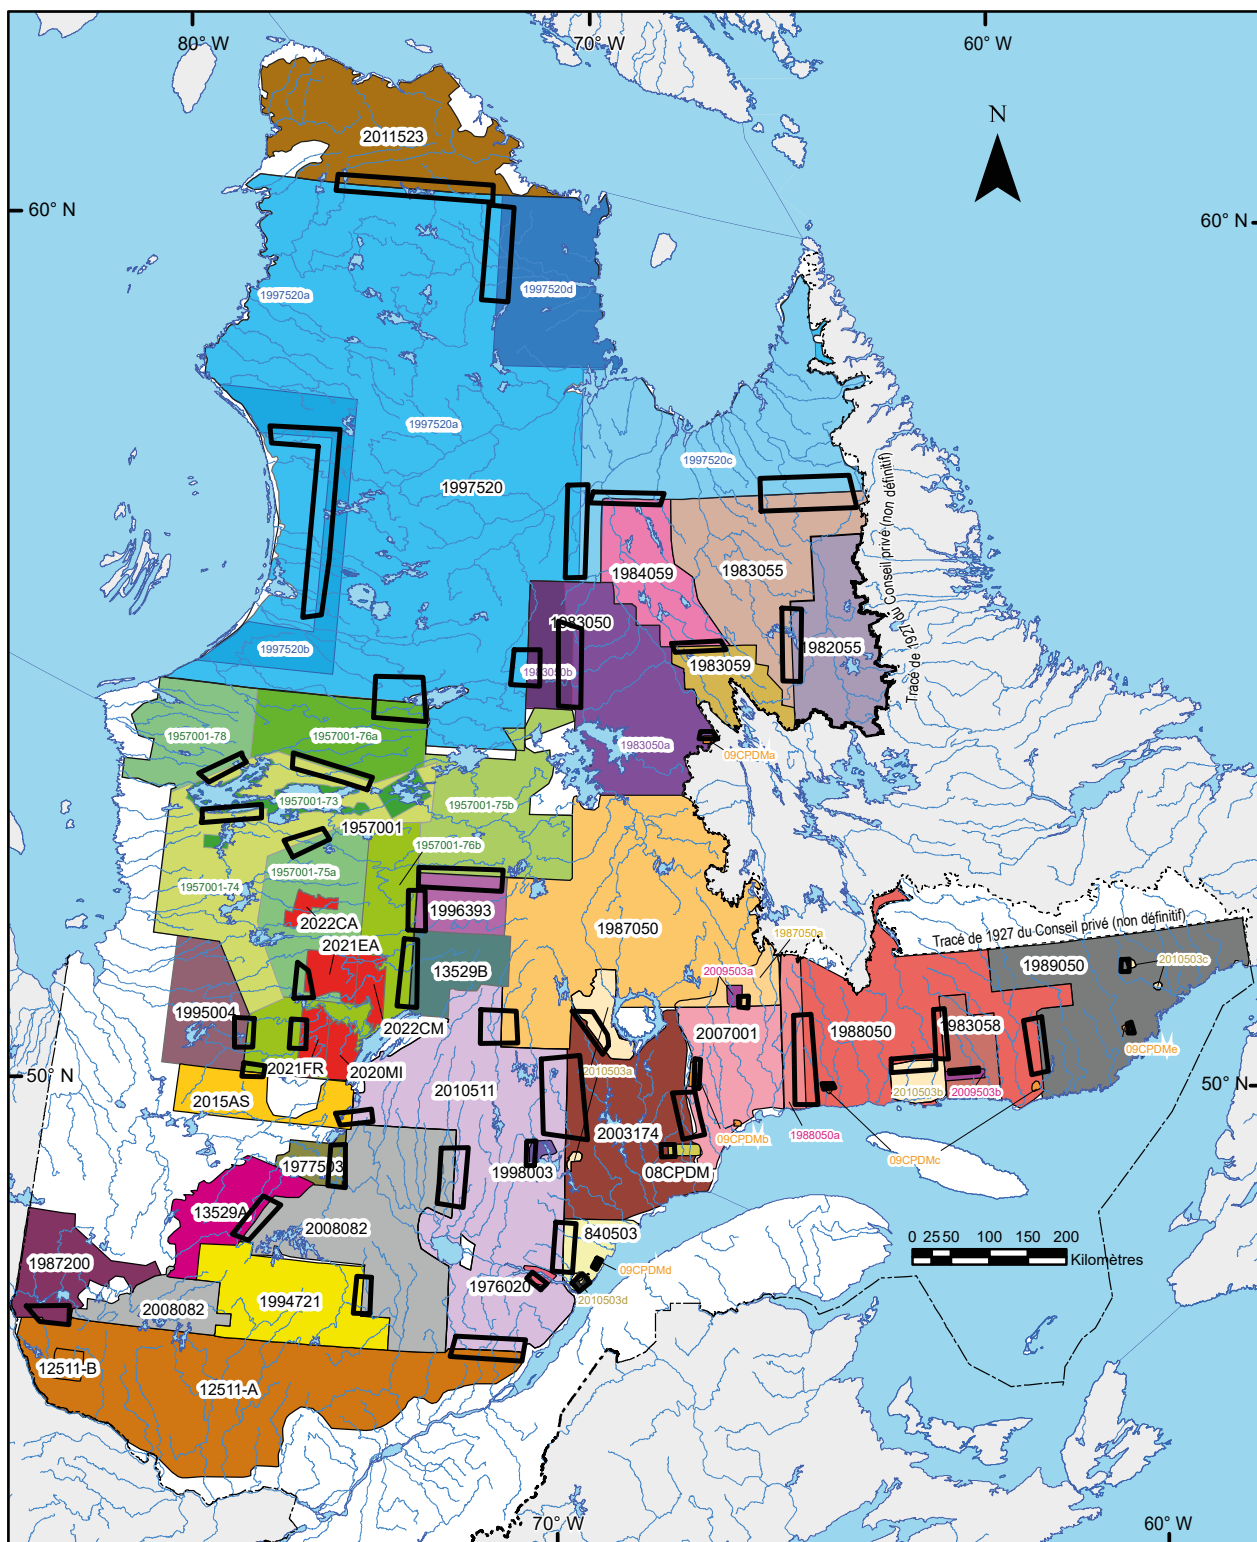 80° W
70° W
60° W
N
2011523
60° N
60° N
1997520a
1997520d
1997520a
1997520c
1997520
Tracé de 1927 du Conseil privé (non définitif)
1984059
1983055
1983050
1982055
1997520b
1983050b
1983059
1957001-78
1957001-76a
1983050a
09CPDMa
1957001-73
1957001-75b
1957001
1957001-76b
1957001-75a
1957001-74
2022CA
1996393
1987050
1987050a
2021EA
Tracé de 1927 du Conseil privé (non définitif)
13529B
2009503a
1989050
2010503c
1995004
2022CM
2007001
1988050
1983058
2021FR
2020MI
2010503a
09CPDMe
50° N
50° N
2015AS
2010511
2010503b
2009503b
2003174
09CPDMb
1988050a
1977503
1998003
08CPDM
09CPDMc
13529A
2008082
840503
0 25 50 100 150 200
Kilomètres
1987200
09CPDMd
1976020
2008082
1994721
2010503d
12511-B
12511-A
70° W
60° W